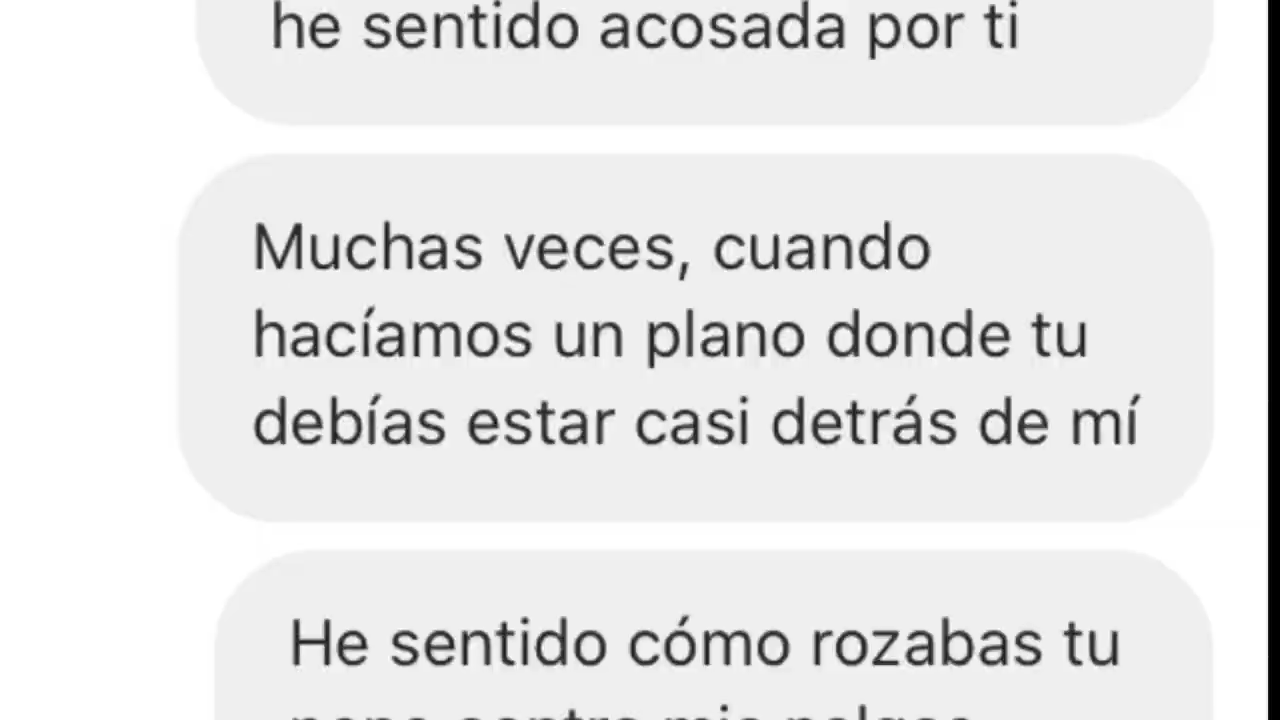 he sentido acosada por ti
Muchas veces, cuando
hacíamos un plano donde tu
debías estar casi detrás de mí
He sentido cómo rozabas tu